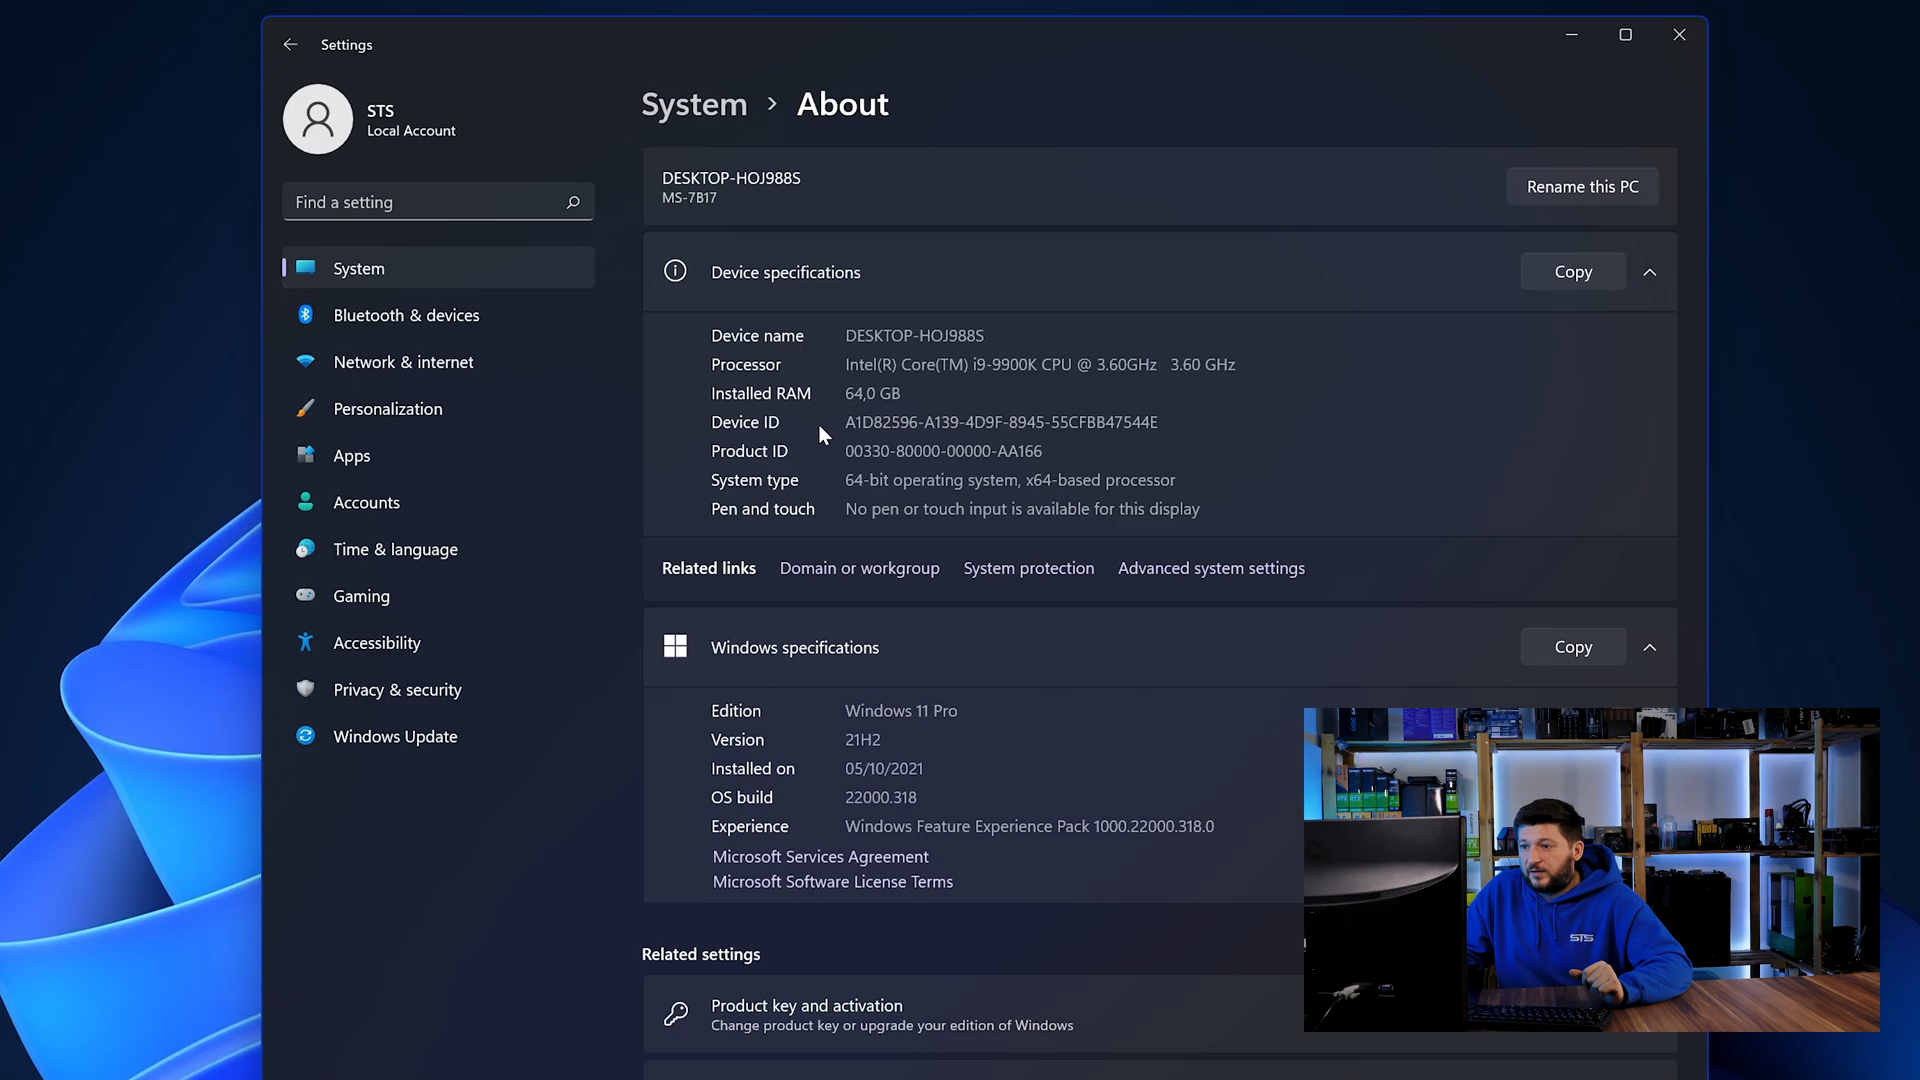 Settings
STS
Local Account
Find a setting
System
Bluetooth & devices
Network & internet
Personalization
Apps
Accounts
Time & language
Gaming
Accessibility
Privacy & security
Windows Update
System > About
DESKTOP-HOJ988S
MS-7B17
Rename this PC
Device specifications
Copy
Device name DESKTOP-HOJ988S
Processor Intel(R) Core(TM) i9-9900K CPU @ 3.60GHz 3.60 GHz
Installed RAM 64,0 GB
Device ID A1D82596-A139-4D9F-8945-55CFBB47544E
Product ID 00330-80000-00000-AA166
System type 64-bit operating system, x64-based processor
Pen and touch No pen or touch input is available for this display
Related links Domain or workgroup System protection Advanced system settings
Windows specifications
Copy
Edition Windows 11 Pro
Version 21H2
Installed on 05/10/2021
OS build 22000.318
Experience Windows Feature Experience Pack 1000.22000.318.0
Microsoft Services Agreement
Microsoft Software License Terms
Related settings
Product key and activation
Change product key or upgrade your edition of Windows
STS